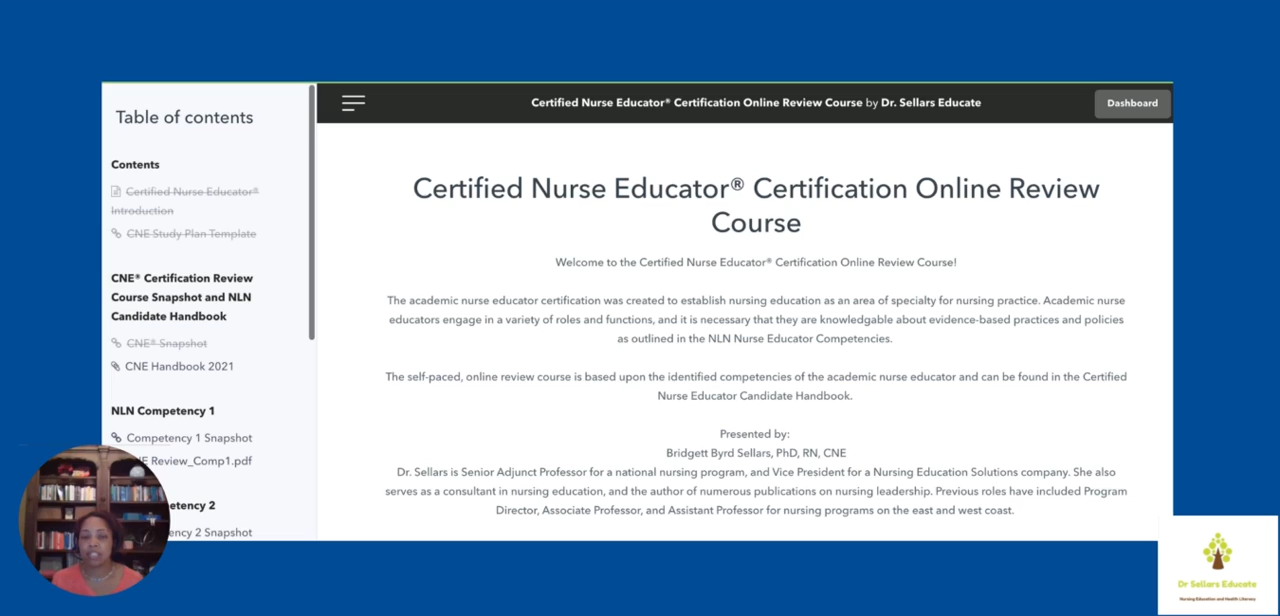 Table of contents
Contents
Certified Nurse Educator®
Introduction
CNE Study Plan Template
CNE® Certification Review
Course Snapshot and NLN
Candidate Handbook
CNE® Snapshot
CNE Handbook 2021
NLN Competency 1
Competency 1 Snapshot
E Review_Comp1.pdf
etency 2
ency 2 Snapshot
Certified Nurse Educator® Certification Online Review Course by Dr. Sellars Educate
Dashboard
Certified Nurse Educator® Certification Online Review
Course
Welcome to the Certified Nurse Educator® Certification Online Review Course!
The academic nurse educator certification was created to establish nursing education as an area of specialty for nursing practice. Academic nurse
educators engage in a variety of roles and functions, and it is necessary that they are knowledgable about evidence-based practices and policies
as outlined in the NLN Nurse Educator Competencies.
The self-paced, online review course is based upon the identified competencies of the academic nurse educator and can be found in the Certified
Nurse Educator Candidate Handbook.
Presented by:
Bridgett Byrd Sellars, PhD, RN, CNE
Dr. Sellars is Senior Adjunct Professor for a national nursing program, and Vice President for a Nursing Education Solutions company. She also
serves as a consultant in nursing education, and the author of numerous publications on nursing leadership. Previous roles have included Program
Director, Associate Professor, and Assistant Professor for nursing programs on the east and west coast.
Dr Sellars Educate
Nursing Education and Health Literacy